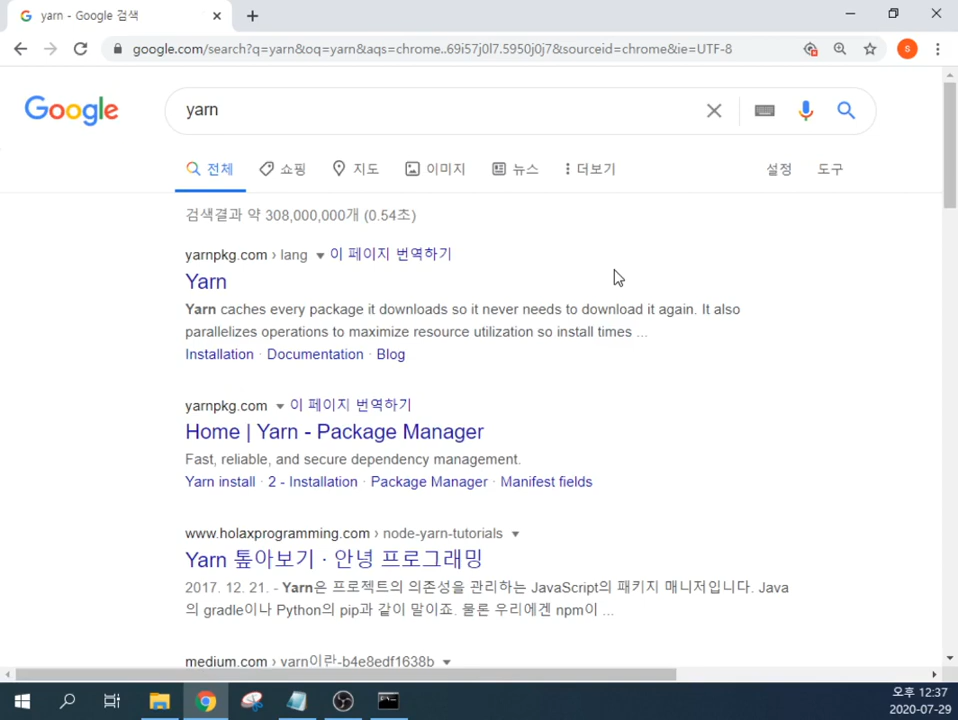 yarn - Google 검색
google.com/search?q=yarn&oq=yarn&aqs=chrome..69i57j0l7.5950j0j7&sourceid=chrome&ie=UTF-8
S
Google
yarn
전체 쇼핑 지도 이미지 뉴스 더보기 설정 도구
검색결과 약 308,000,000개 (0.54초)
yarnpkg.com › lang 이 페이지 번역하기
Yarn
Yarn caches every package it downloads so it never needs to download it again. It also
parallelizes operations to maximize resource utilization so install times ...
Installation · Documentation · Blog
yarnpkg.com 이 페이지 번역하기
Home | Yarn - Package Manager
Fast, reliable, and secure dependency management.
Yarn install · 2 - Installation · Package Manager · Manifest fields
www.holaxprogramming.com › node-yarn-tutorials
Yarn 톺아보기 · 안녕 프로그래밍
2017. 12. 21. - Yarn은 프로젝트의 의존성을 관리하는 JavaScript의 패키지 매니저입니다. Java
의 gradle이나 Python의 pip과 같이 말이죠. 물론 우리에겐 npm이 ...
medium.com › yarn이란-b4e8edf1638b
오후 12:37
2020-07-29